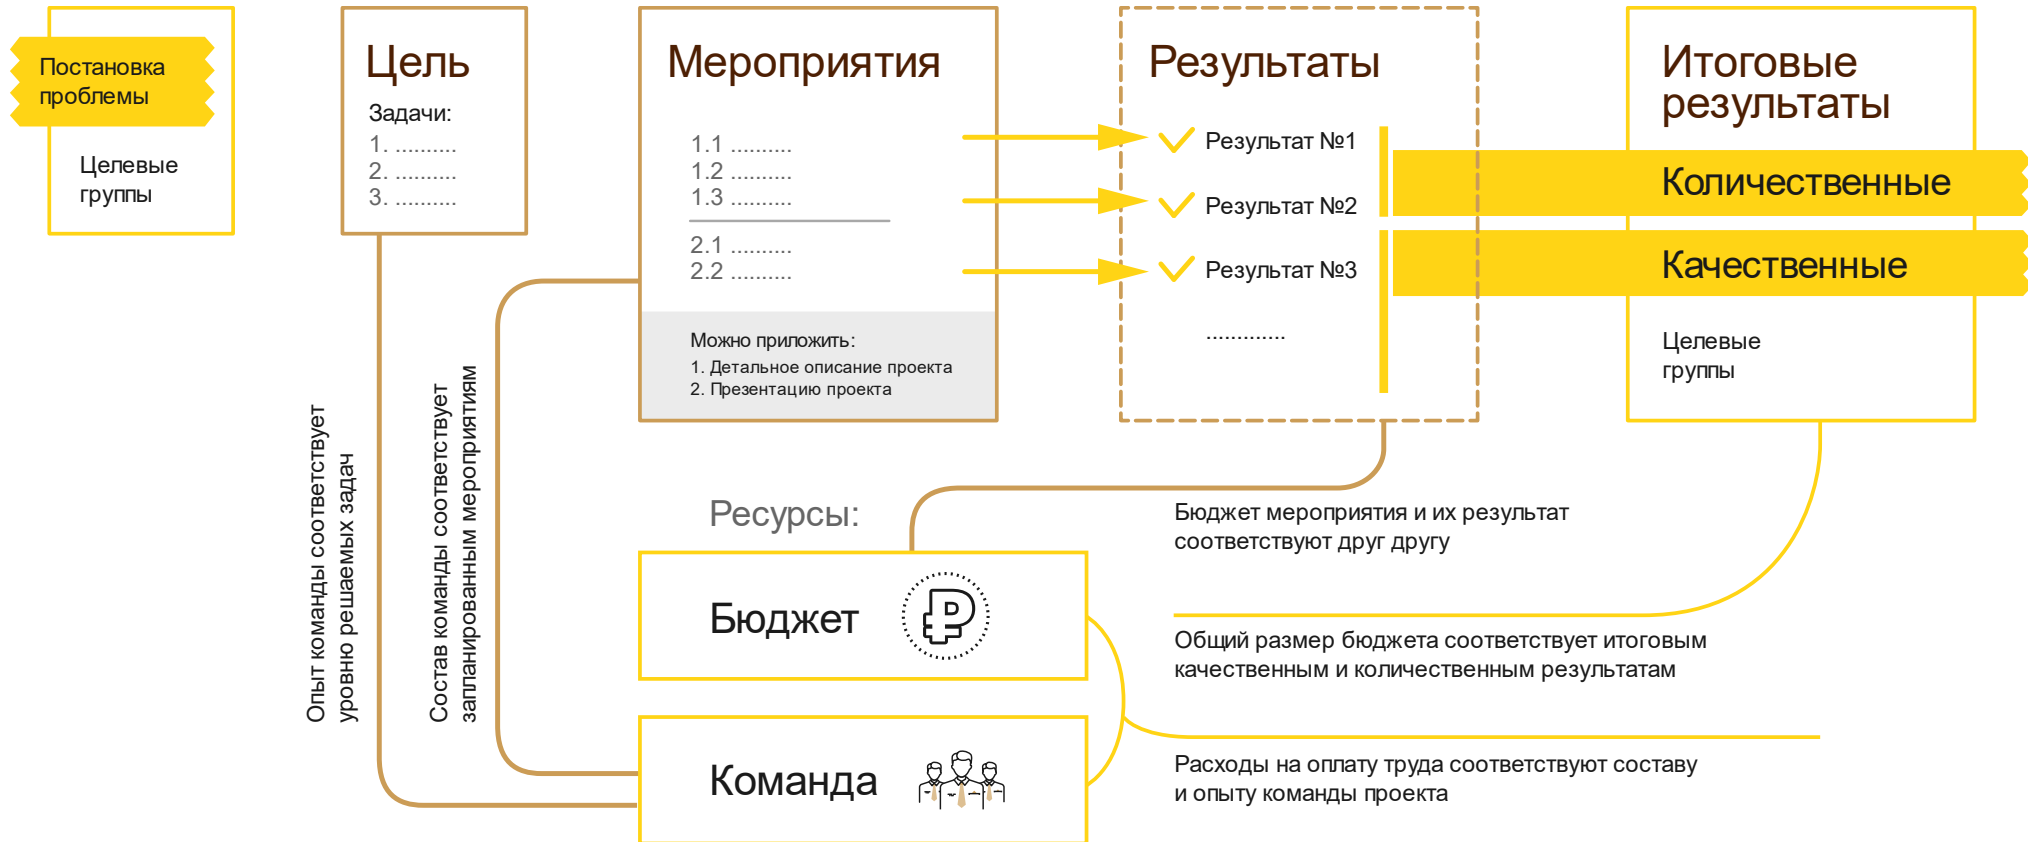 Постановка
проблемы
Целевые
группы
Цель
Задачи:
1. ..........
2. ..........
3. ..........
Мероприятия
1.1 ..........
1.2 ..........
1.3 ..........
2.1 ..........
2.2 ..........
Можно приложить:
1. Детальное описание проекта
2. Презентацию проекта
Результаты
Результат №1
Результат №2
Результат №3
.............
Итоговые
результаты
Количественные
Качественные
Целевые
группы
Опыт команды соответствует
уровню решаемых задач
Состав команды соответствует
запланированным мероприятиям
Ресурсы:
Бюджет
Команда
Бюджет мероприятия и их результат
соответствуют друг другу
Общий размер бюджета соответствует итоговым
качественным и количественным результатам
Расходы на оплату труда соответствуют составу
и опыту команды проекта